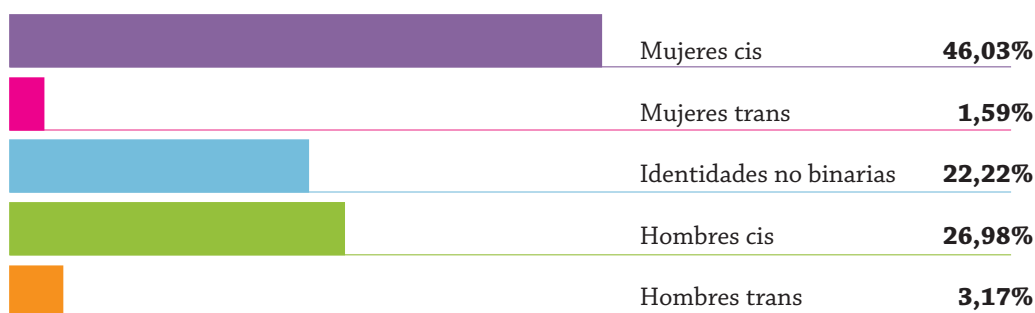 Mujeres cis 46,03%
Mujeres trans 1,59%
Identidades no binarias 22,22%
Hombres cis 26,98%
Hombres trans 3,17%